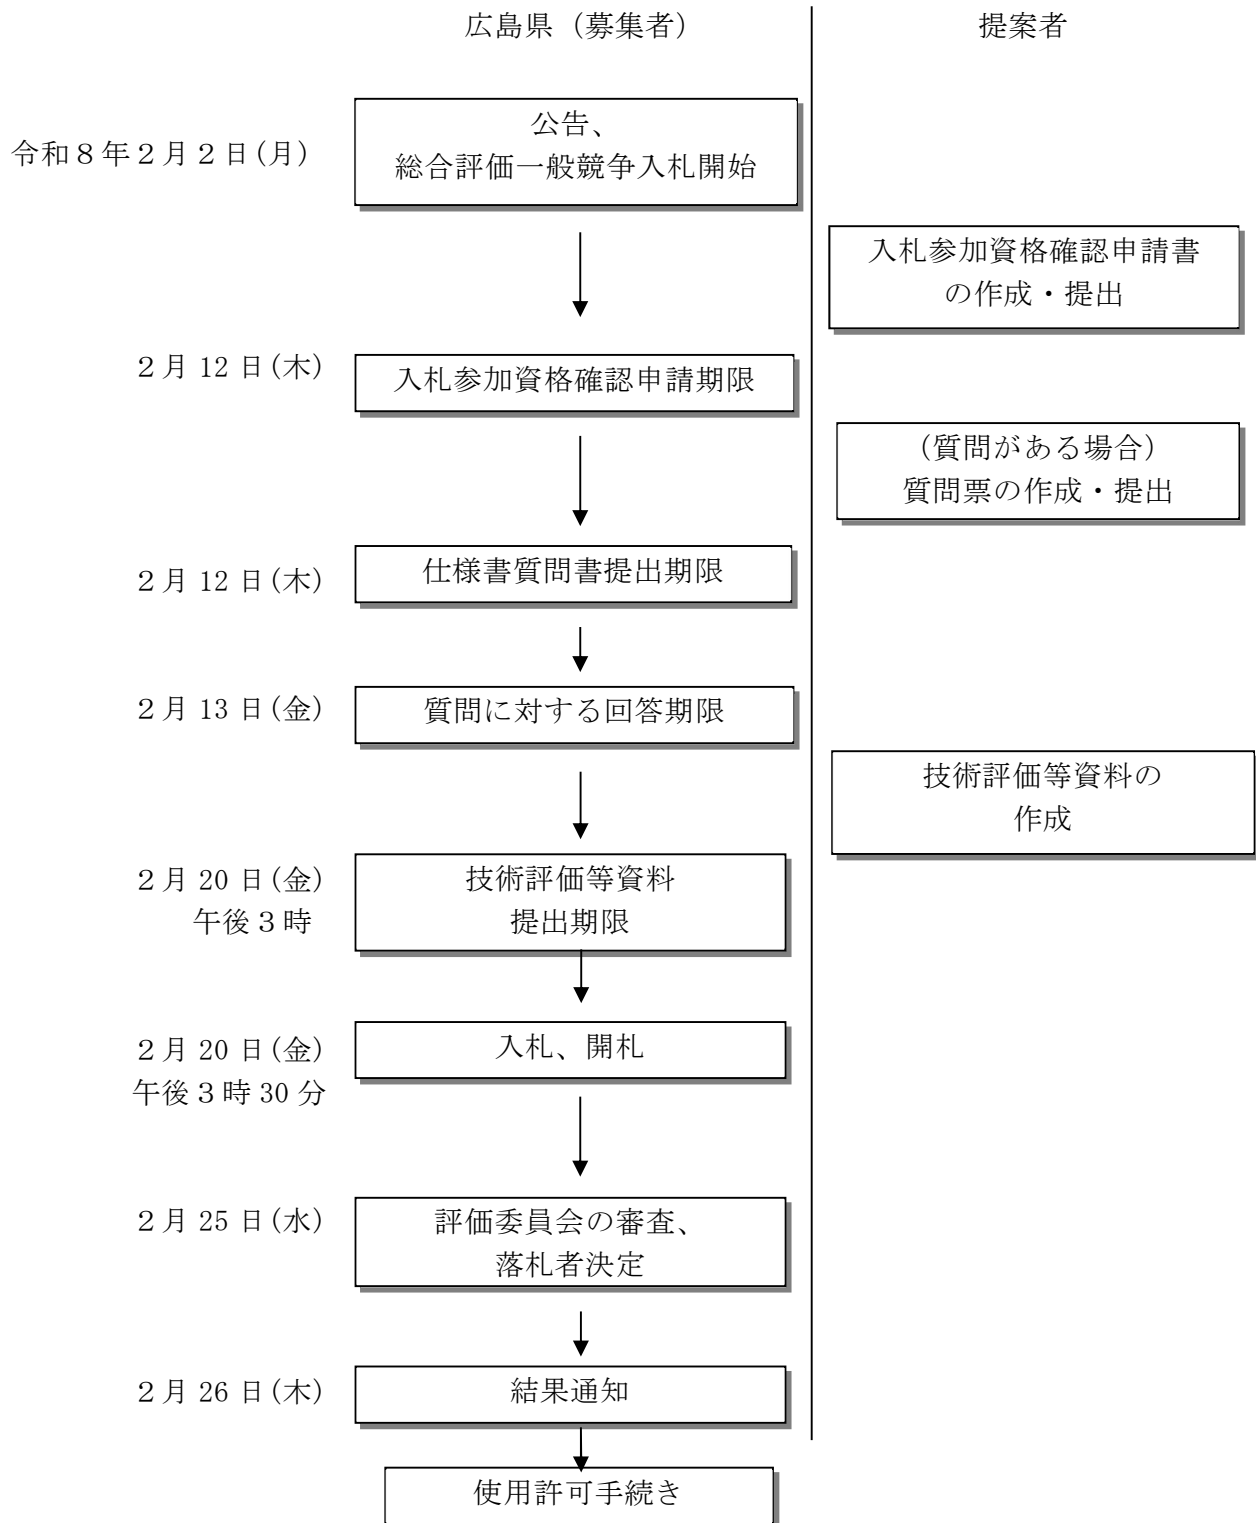 広島県（募集者）
提案者
令和８年２月２日(月)
公告、
総合評価一般競争入札開始
入札参加資格確認申請書
の作成・提出
２月 12 日(木)
入札参加資格確認申請期限
（質問がある場合）
質問票の作成・提出
２月 12 日(木)
仕様書質問書提出期限
２月 13 日(金)
質問に対する回答期限
技術評価等資料の
作成
２月 20 日(金)
午後３時
技術評価等資料
提出期限
２月 20 日(金)
午後３時 30 分
入札、開札
２月 25 日(水)
評価委員会の審査、
落札者決定
２月 26 日(木)
結果通知
使用許可手続き